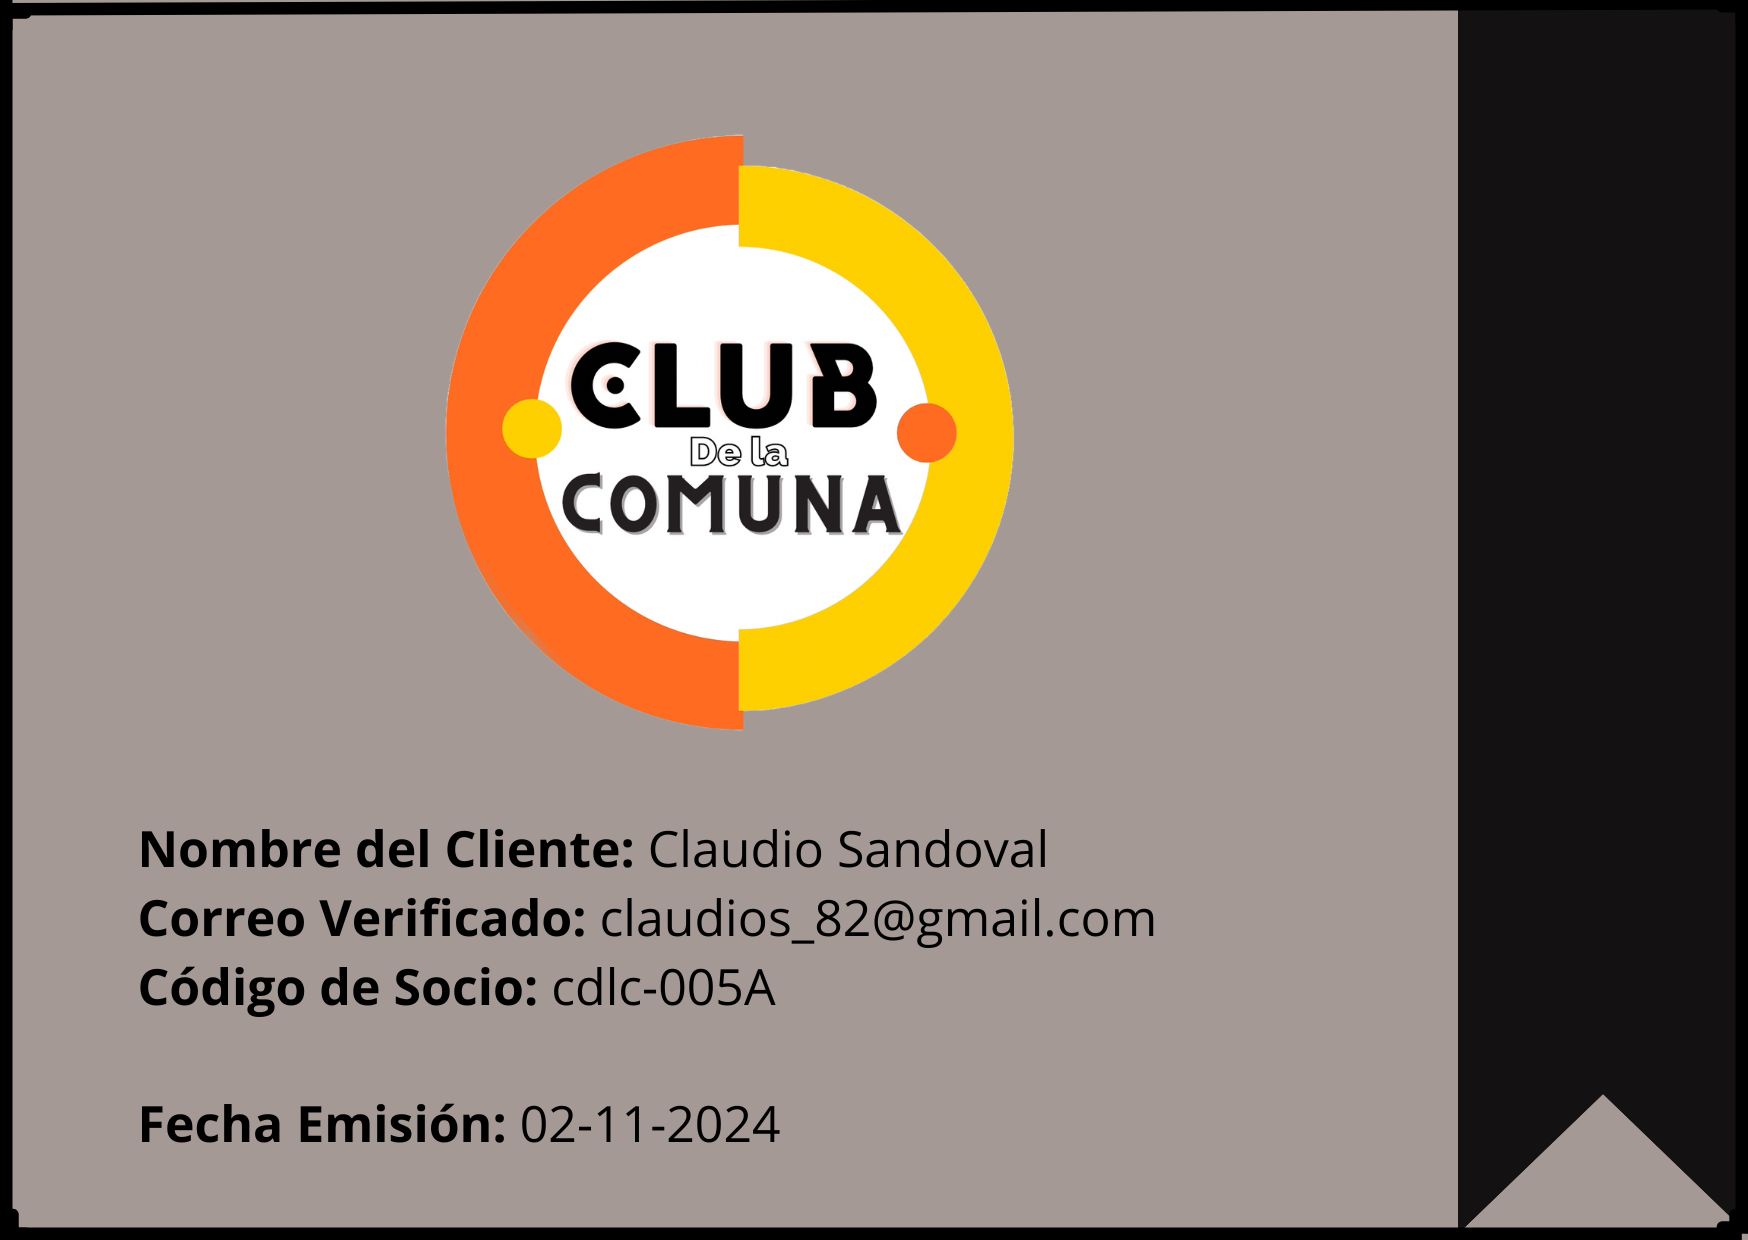 CLUB
De la
COMUNA
Nombre del Cliente: Claudio Sandoval
Correo Verificado: claudios_82@gmail.com
Código de Socio: cdlc-005A
Fecha Emisión: 02-11-2024